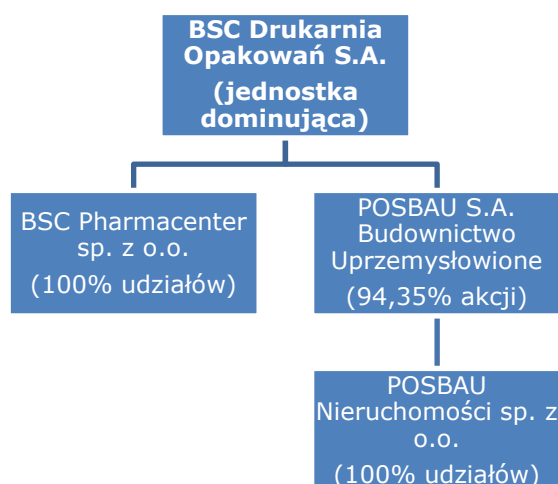 BSC Drukarnia
Opakowań S.A.
(jednostka
dominująca)
BSC Pharmacenter
sp. z o.o.
(100% udziałów)
POSBAU S.A.
Budownictwo
Uprzemysłowione
(94,35% akcji)
POSBAU
Nieruchomości sp. z
o.o.
(100% udziałów)